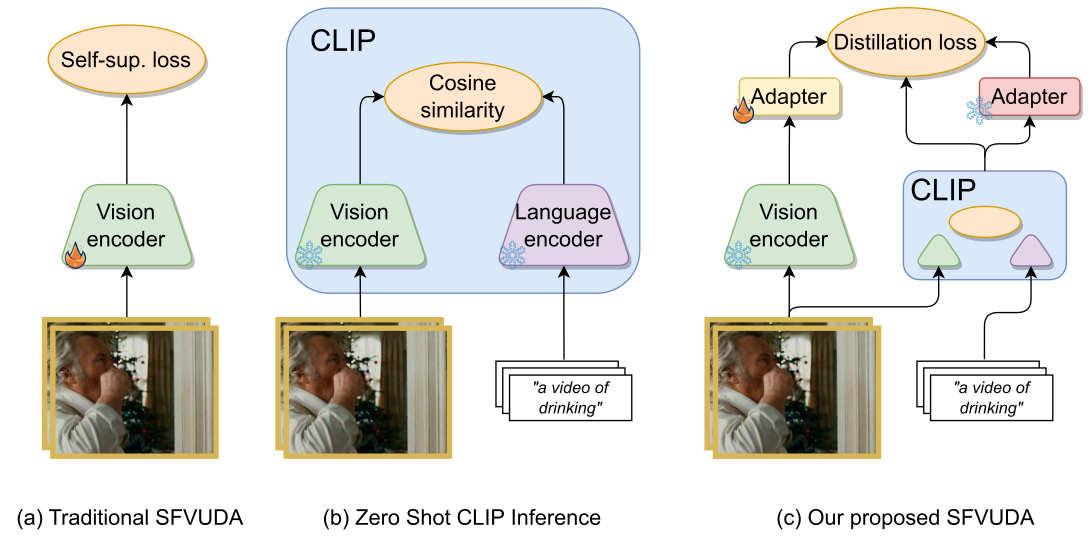 Self-sup. loss
Vision
encoder
(a) Traditional SFVUDA
CLIP
Cosine
similarity
Vision
encoder
Language
encoder
"a video of
drinking"
(b) Zero Shot CLIP Inference
Distillation loss
Adapter
Adapter
Vision
encoder
CLIP
"a video of
drinking"
(c) Our proposed SFVUDA